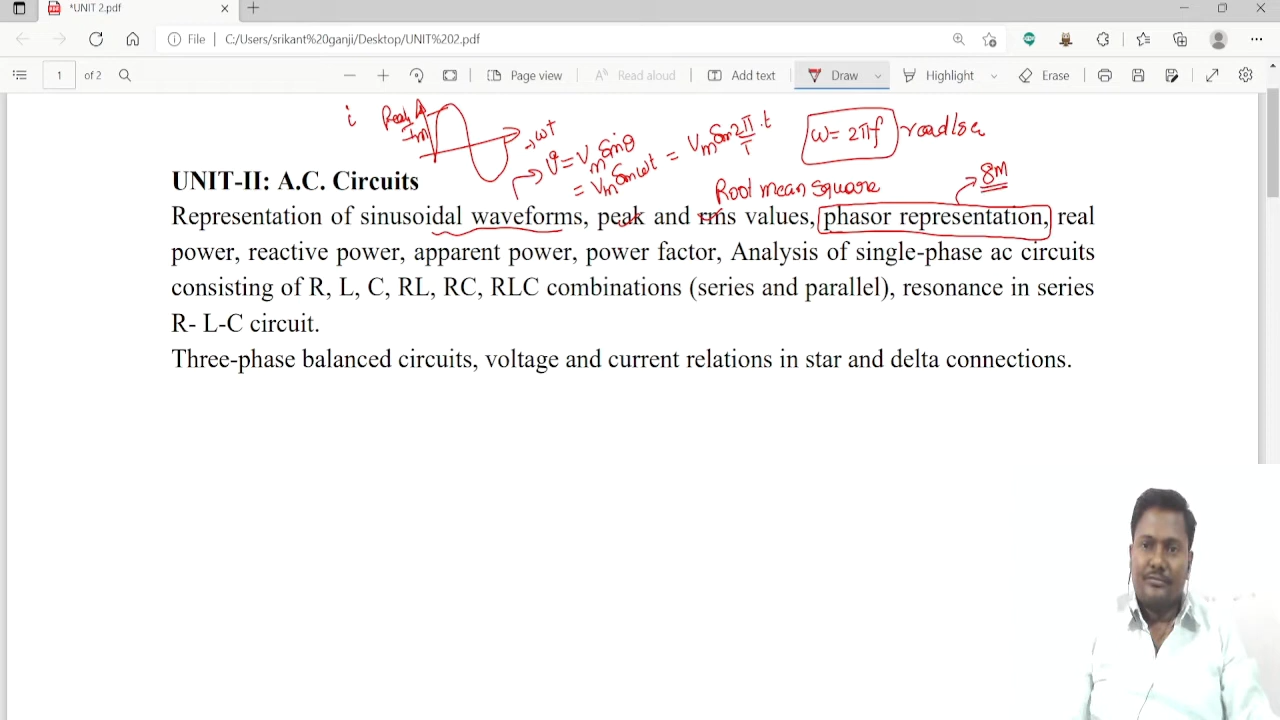 *UNIT 2.pdf
File C:/Users/srikant%20ganji/Desktop/UNIT%202.pdf
1 of 2 Page view Read aloud Add text Draw Highlight Erase
i Peak Im ωt
V = Vm Sinθ
= Vm Sinωt = Vm Sin 2π/T .t
ω = 2πf rad/sec
8M
Root mean square
UNIT-II: A.C. Circuits
Representation of sinusoidal waveforms, peak and rms values, phasor representation, real
power, reactive power, apparent power, power factor, Analysis of single-phase ac circuits
consisting of R, L, C, RL, RC, RLC combinations (series and parallel), resonance in series
R- L-C circuit.
Three-phase balanced circuits, voltage and current relations in star and delta connections.